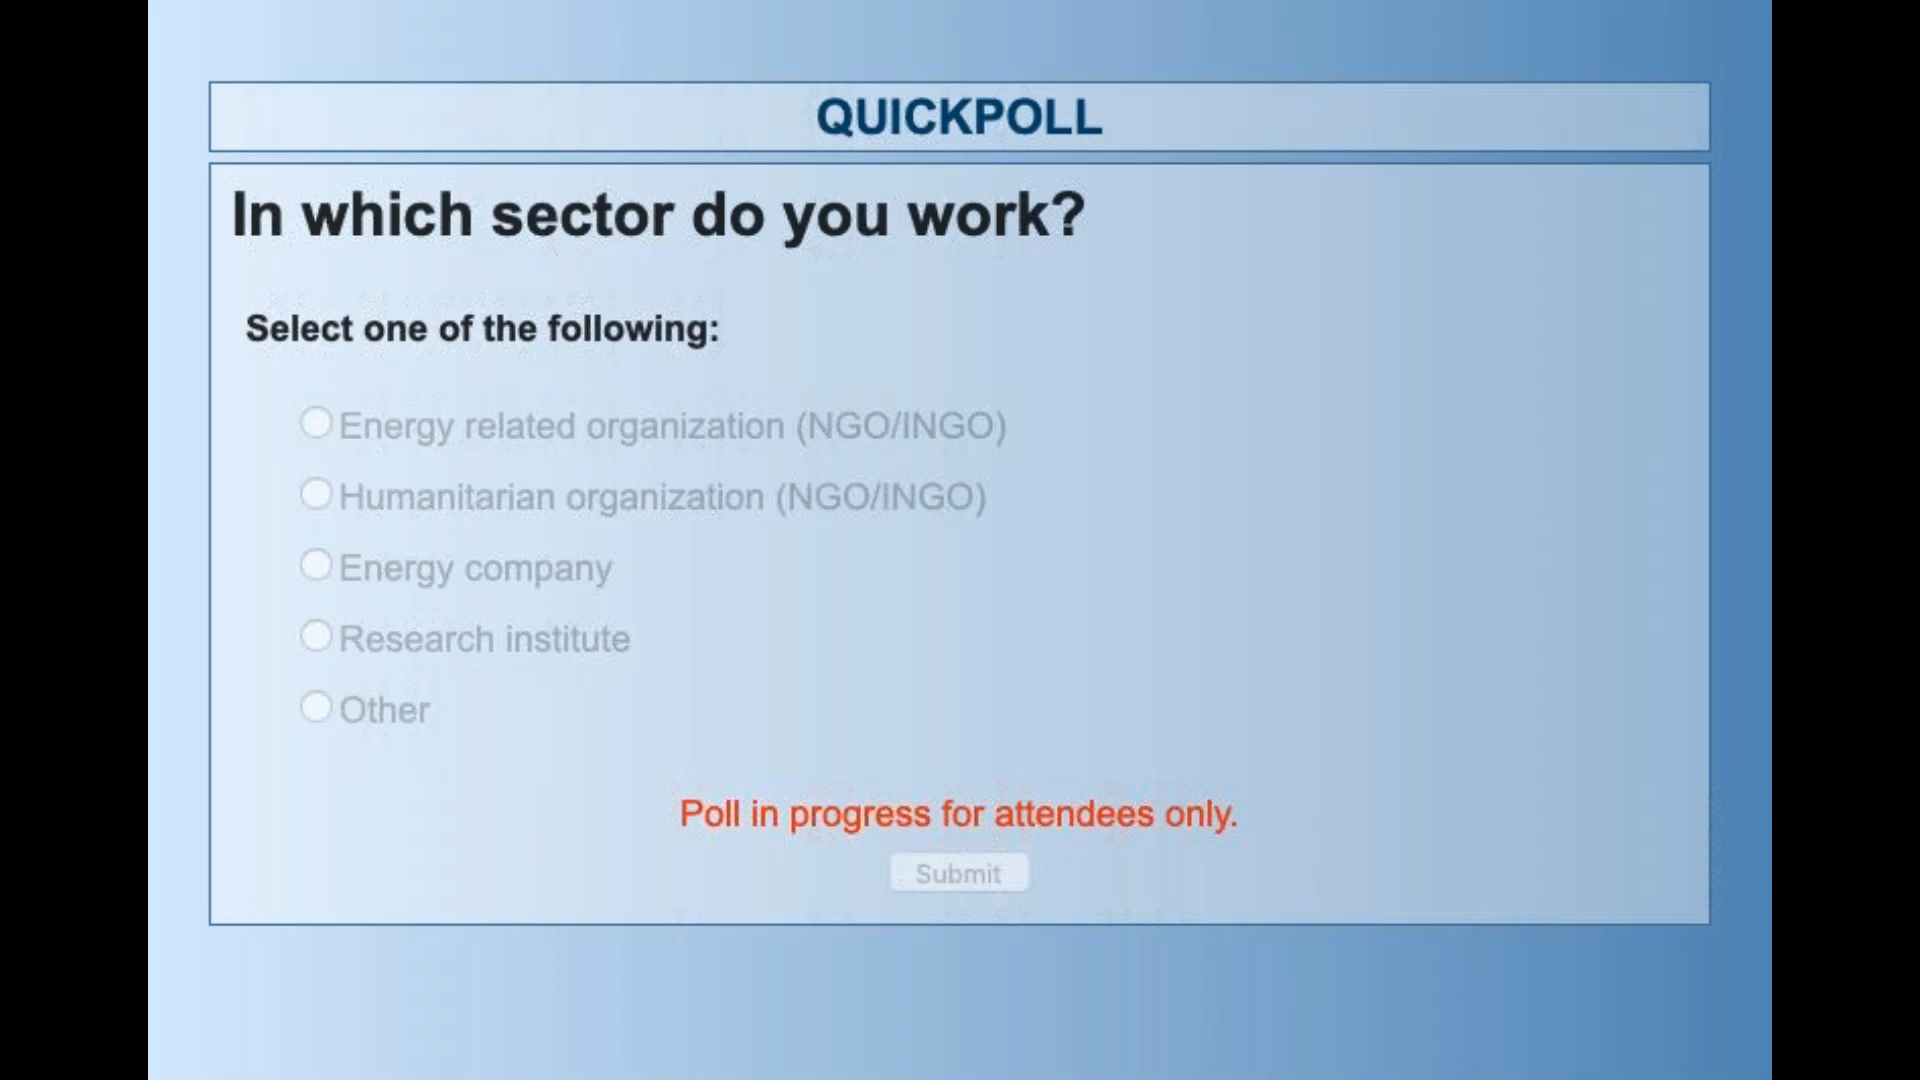 QUICKPOLL
In which sector do you work?
Select one of the following:
Energy related organization (NGO/INGO)
Humanitarian organization (NGO/INGO)
Energy company
Research institute
Other
Poll in progress for attendees only.
Submit